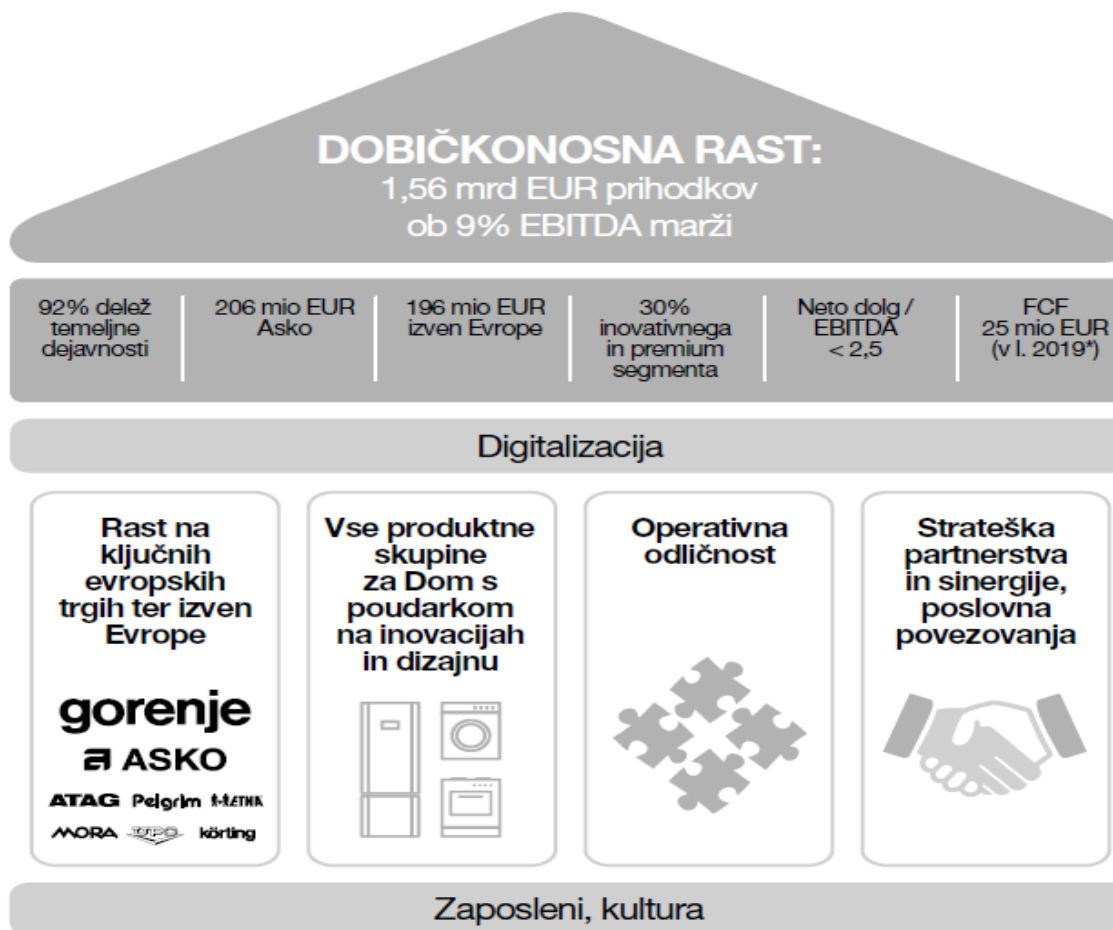 DOBIČKONOSNA RAST:
1,56 mrd EUR prihodkov
ob 9% EBITDA marži
92% delež
temeljne
dejavnosti
206 mio EUR
Asko
196 mio EUR
izven Evrope
30%
inovativnega
in premium
segmenta
Neto dolg /
EBITDA
< 2,5
FCF
25 mio EUR
(v l. 2019*)
Digitalizacija
Rast na
ključnih
evropskih
trgih ter izven
Evrope
gorenje
ASKO
ATAG Pelgrim ETNA
MORA UPO körting
Vse produktne
skupine
za Dom s
poudarkom
na inovacijah
in dizajnu
Operativna
odličnost
Strateška
partnerstva
in sinergije,
poslovna
povezovanja
Zaposleni, kultura